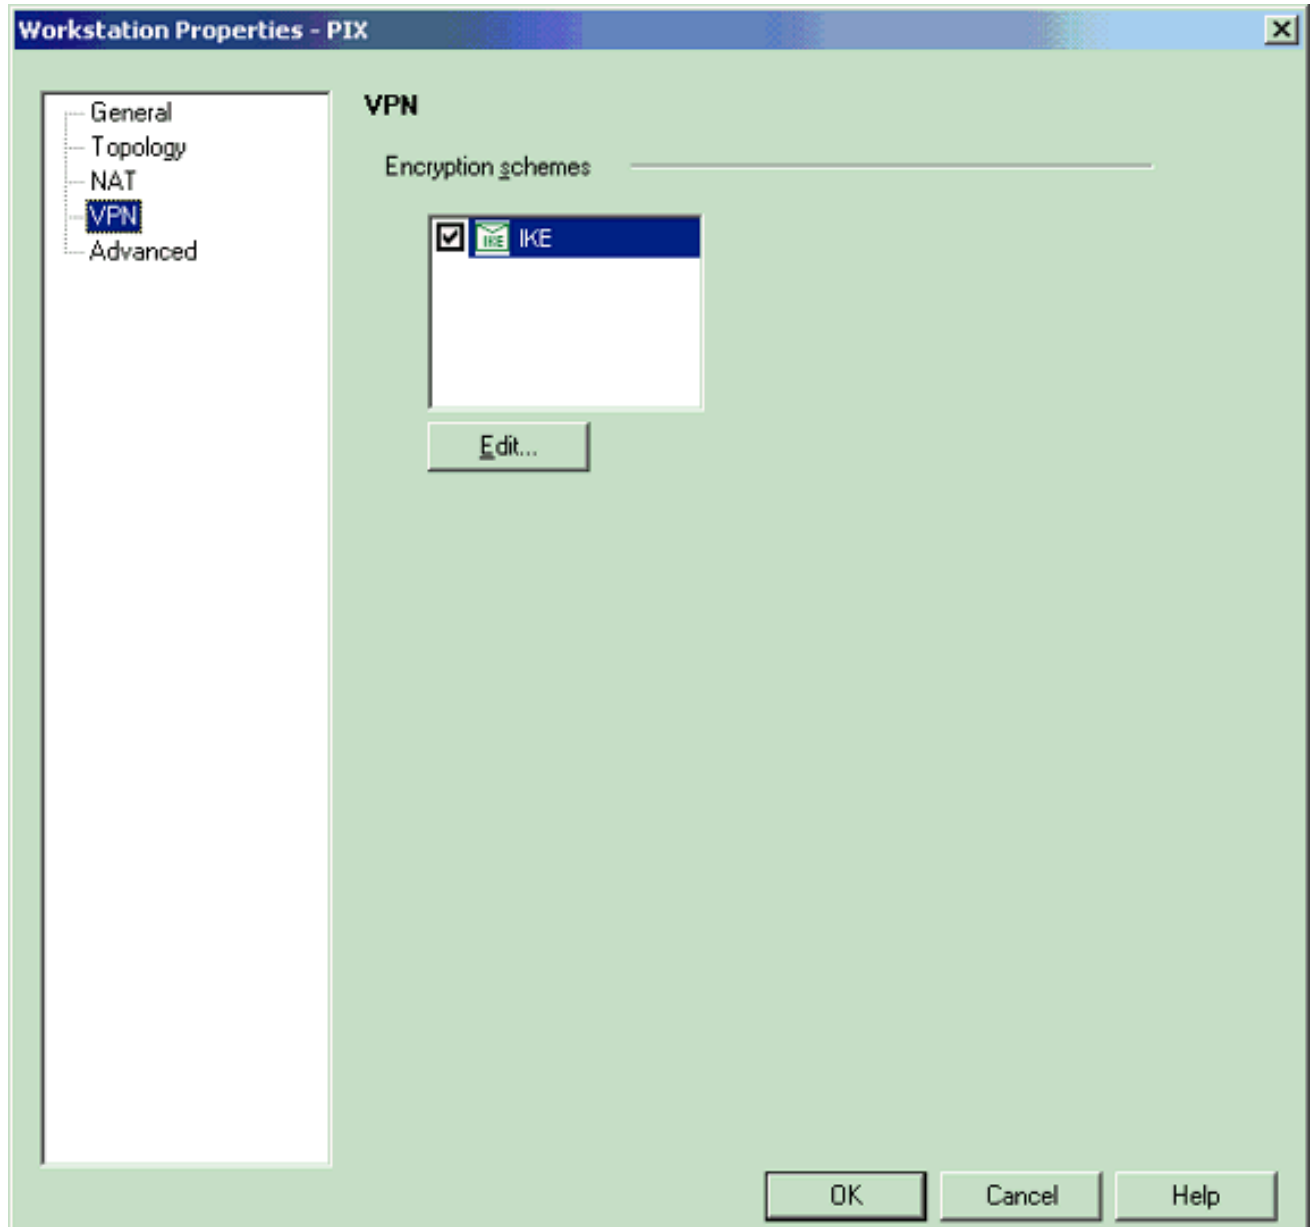 Workstation Properties - PIX
General
Topology
NAT
VPN
Advanced
VPN
Encryption schemes
IKE IKE
Edit...
OK Cancel Help